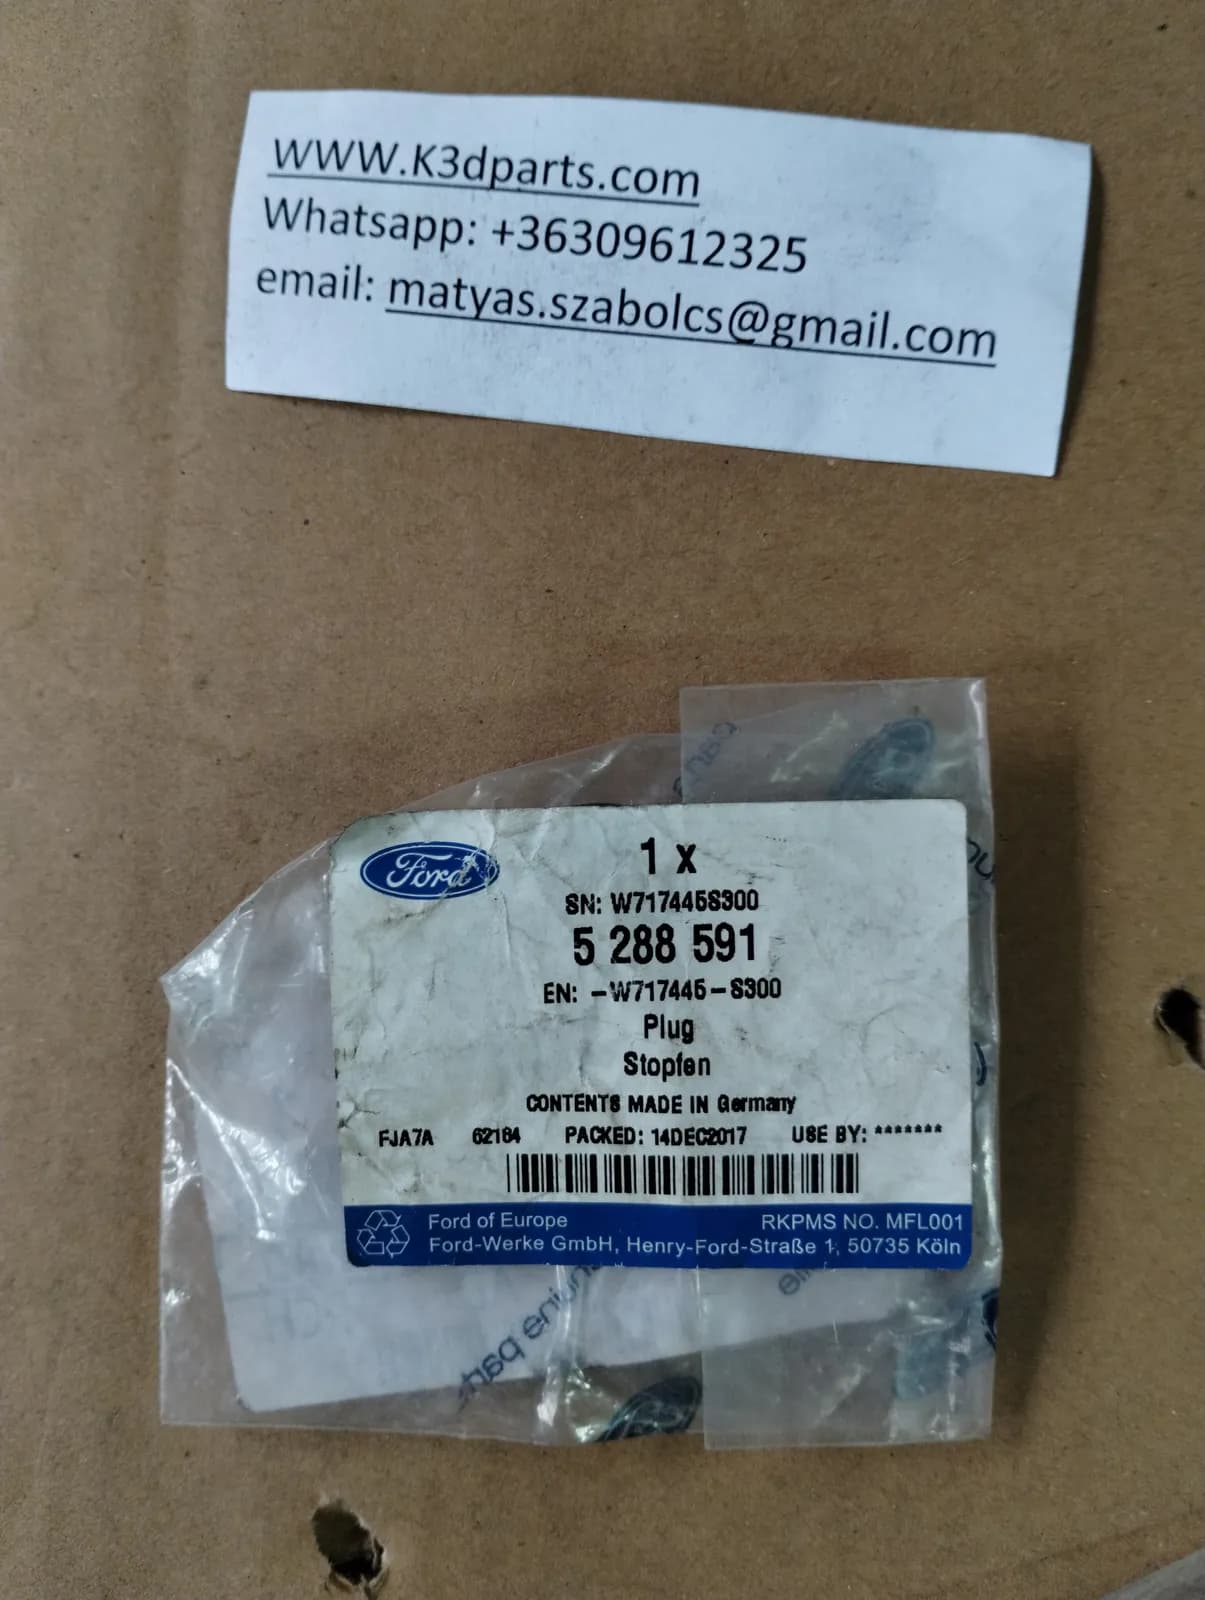 WWW.K3dparts.com
Whatsapp: +36309612325
email: matyas.szabolcs@gmail.com
Ford
1 x
SN: W717445S300
5 288 591
EN: -W717445-S300
Plug
Stopfen
CONTENTS MADE IN Germany
FJA7A 62164 PACKED: 14DEC2017 USE BY: *******
Ford of Europe RKPMS NO. MFL001
Ford-Werke GmbH, Henry-Ford-Straße 1, 50735 Köln
genuine parts